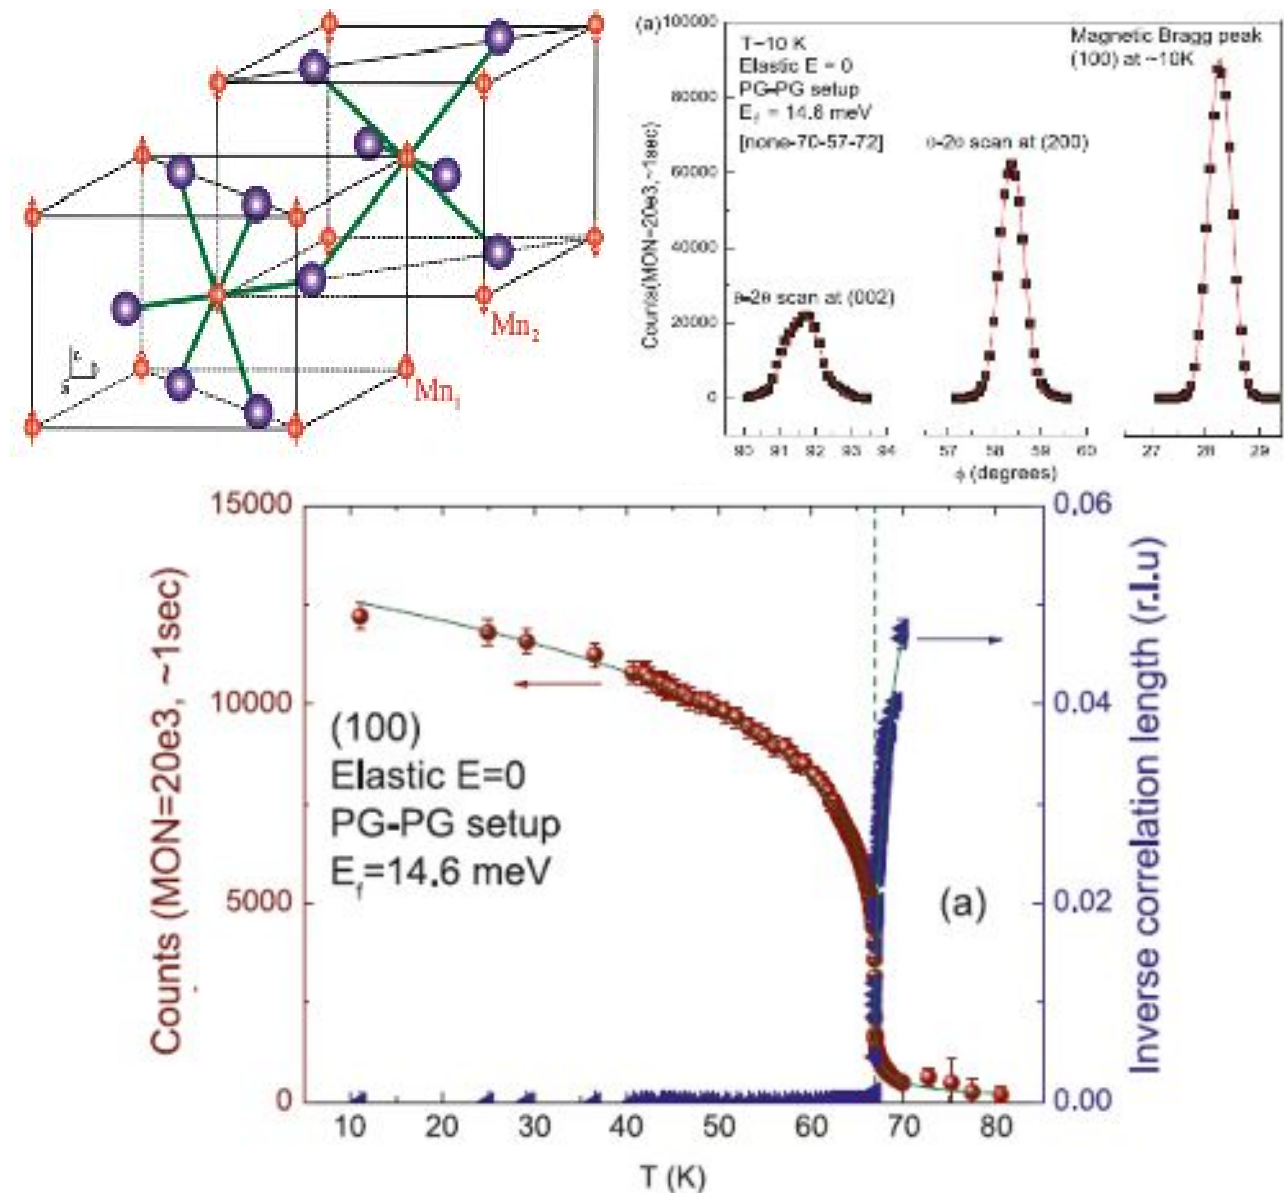 Mn₂
Mn₁
c
b
a
(a)
100000
80000
60000
40000
20000
0
Counts(MON=20e3,~1sec)
T~10 K
Elastic E = 0
PG-PG setup
E_f = 14.6 meV
[none-70-57-72]
θ-2θ scan at (002)
θ-2θ scan at (200)
Magnetic Bragg peak
(100) at ~10K
90 91 92 93 94
57 58 59 60
27 28 29
ϕ (degrees)
15000
10000
5000
0
Counts (MON=20e3, ~1sec)
(100)
Elastic E=0
PG-PG setup
E_f=14.6 meV
(a)
0.06
0.04
0.02
0.00
Inverse correlation length (r.l.u)
10 20 30 40 50 60 70 80
T (K)